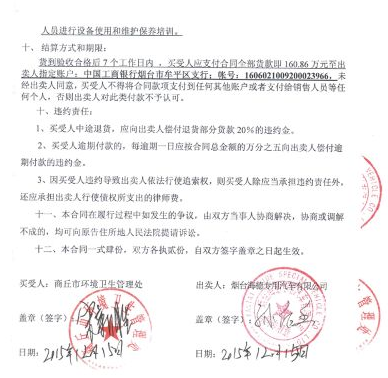 人员进行设备使用和维护保养培训。
十、结算方式和期限：
货到验收合格后7个工作日内，买受人应支付合同全部货款即160.86万元至出
卖人指定账户：中国工商银行烟台市牟平区支行；帐号：1606021009200023966，未
经出卖人同意，买受人不得将合同款项支付到任何其他账户或者支付给销售人员等任
何个人，否则出卖人对此类付不予认可。
十、违约责任：
1、买受人中途退货，应向出卖人偿付退货部分货款20%的违约金。
2、买受人逾期付款的，每逾期一日应按合同总金额的万分之五向出卖人偿付逾
期付款的违约金。
3、因买受人违约导致出卖人依法行使追索权，则买受人除应当承担违约责任外，
还应承担出卖人行使债权所支出的律师费。
十一、本合同在履行过程中如发生的争议，由双方当事人协商解决，协商或调解
不成的，均可向原告住所地人民法院提请诉讼。
十二、本合同一式肆份，双方各执贰份，自双方签字盖章之日起生效。
买受人：商丘市环境卫生管理处
出卖人：烟台海德专用汽车有限公司
盖章（签字）：
盖章（签字）：
日期：2015年12月15日
日期：2015年12月15日